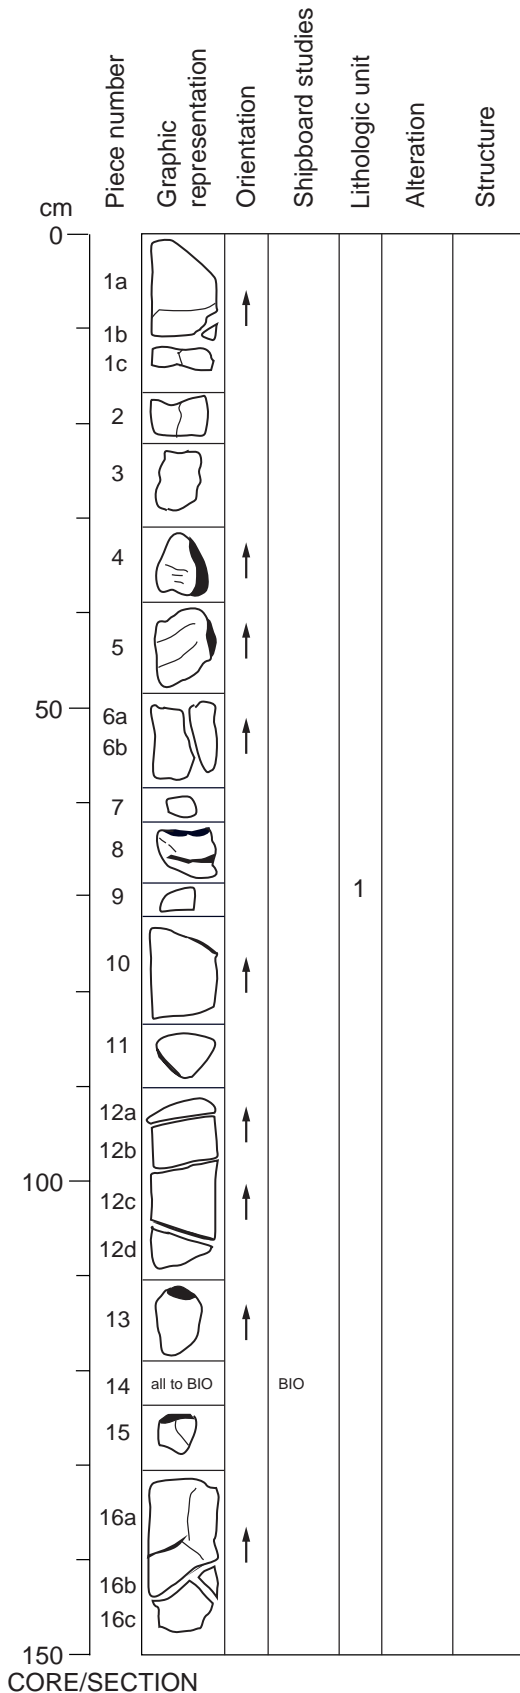 cm
Piece number
Graphic
representation
Orientation
Shipboard studies
Lithologic unit
Alteration
Structure
0
1a
1b
1c
2
3
4
5
50
6a
6b
7
8
9
1
10
11
12a
12b
100
12c
12d
13
14 all to BIO BIO
15
16a
16b
16c
150
CORE/SECTION